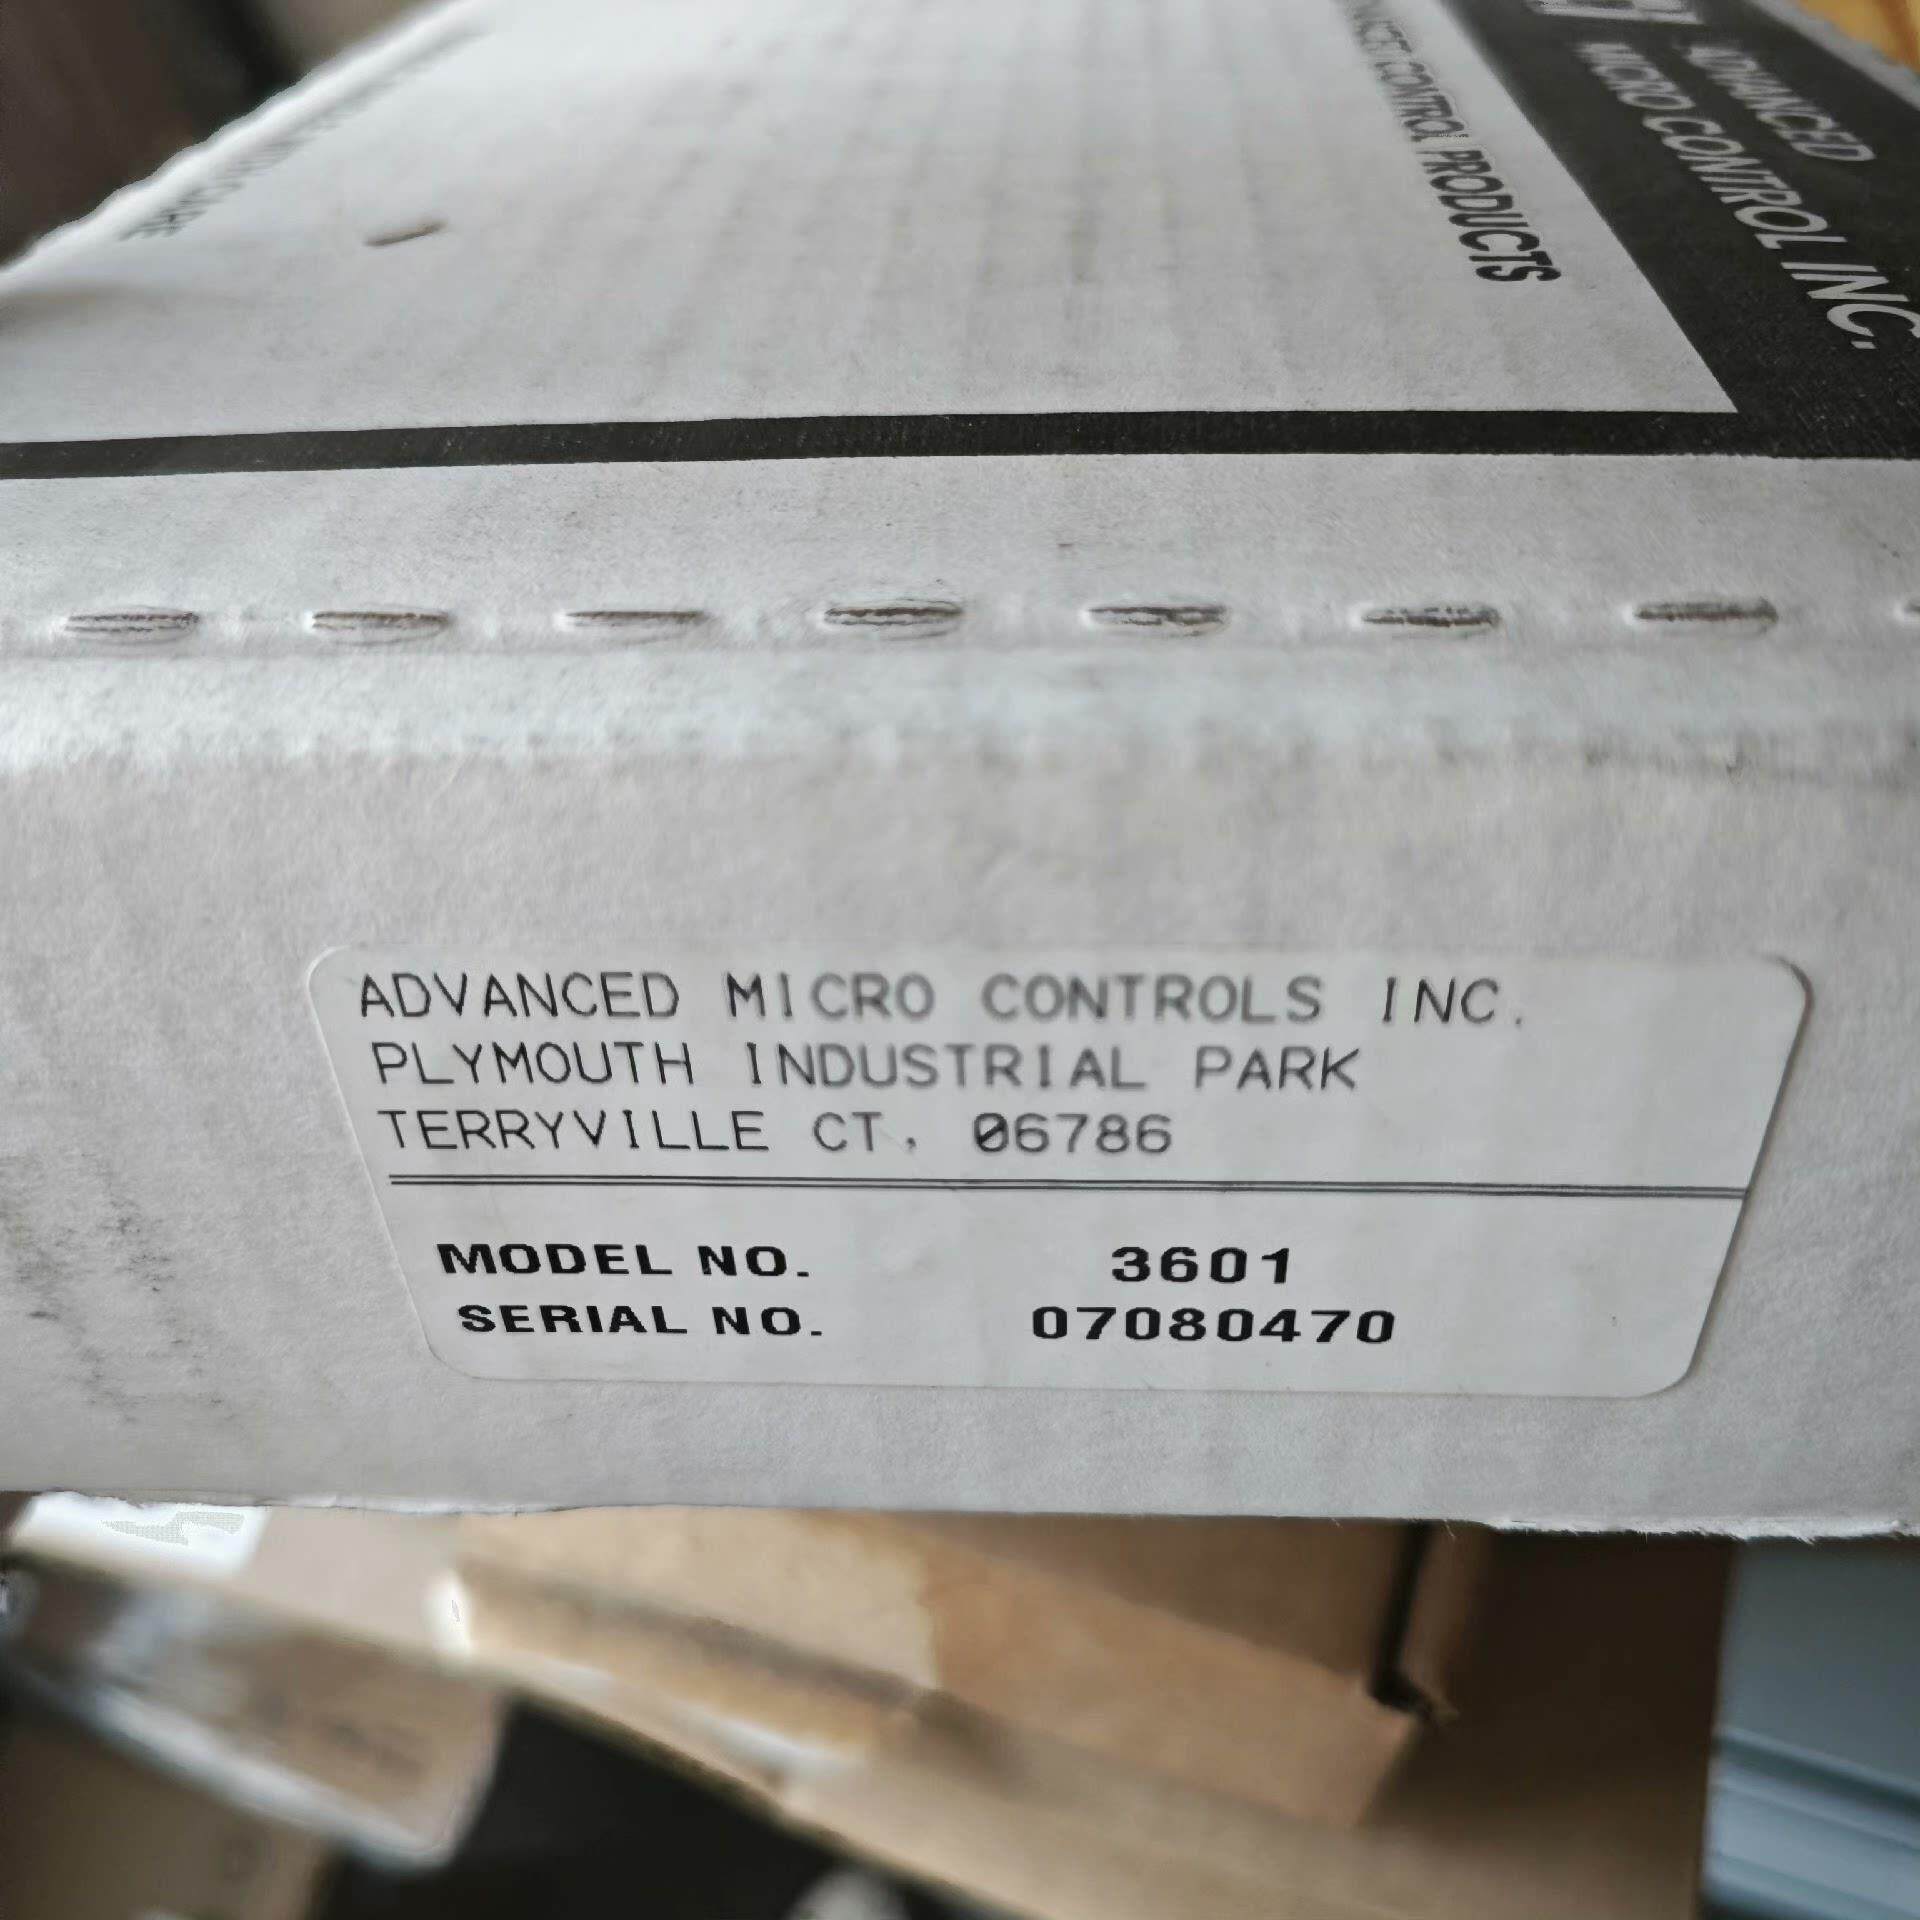 ADVANCED
MICRO CONTROL INC.
CONTROL PRODUCTS
ADVANCED MICRO CONTROLS INC.
PLYMOUTH INDUSTRIAL PARK
TERRYVILLE CT. 06786
MODEL NO. 3601
SERIAL NO. 07080470